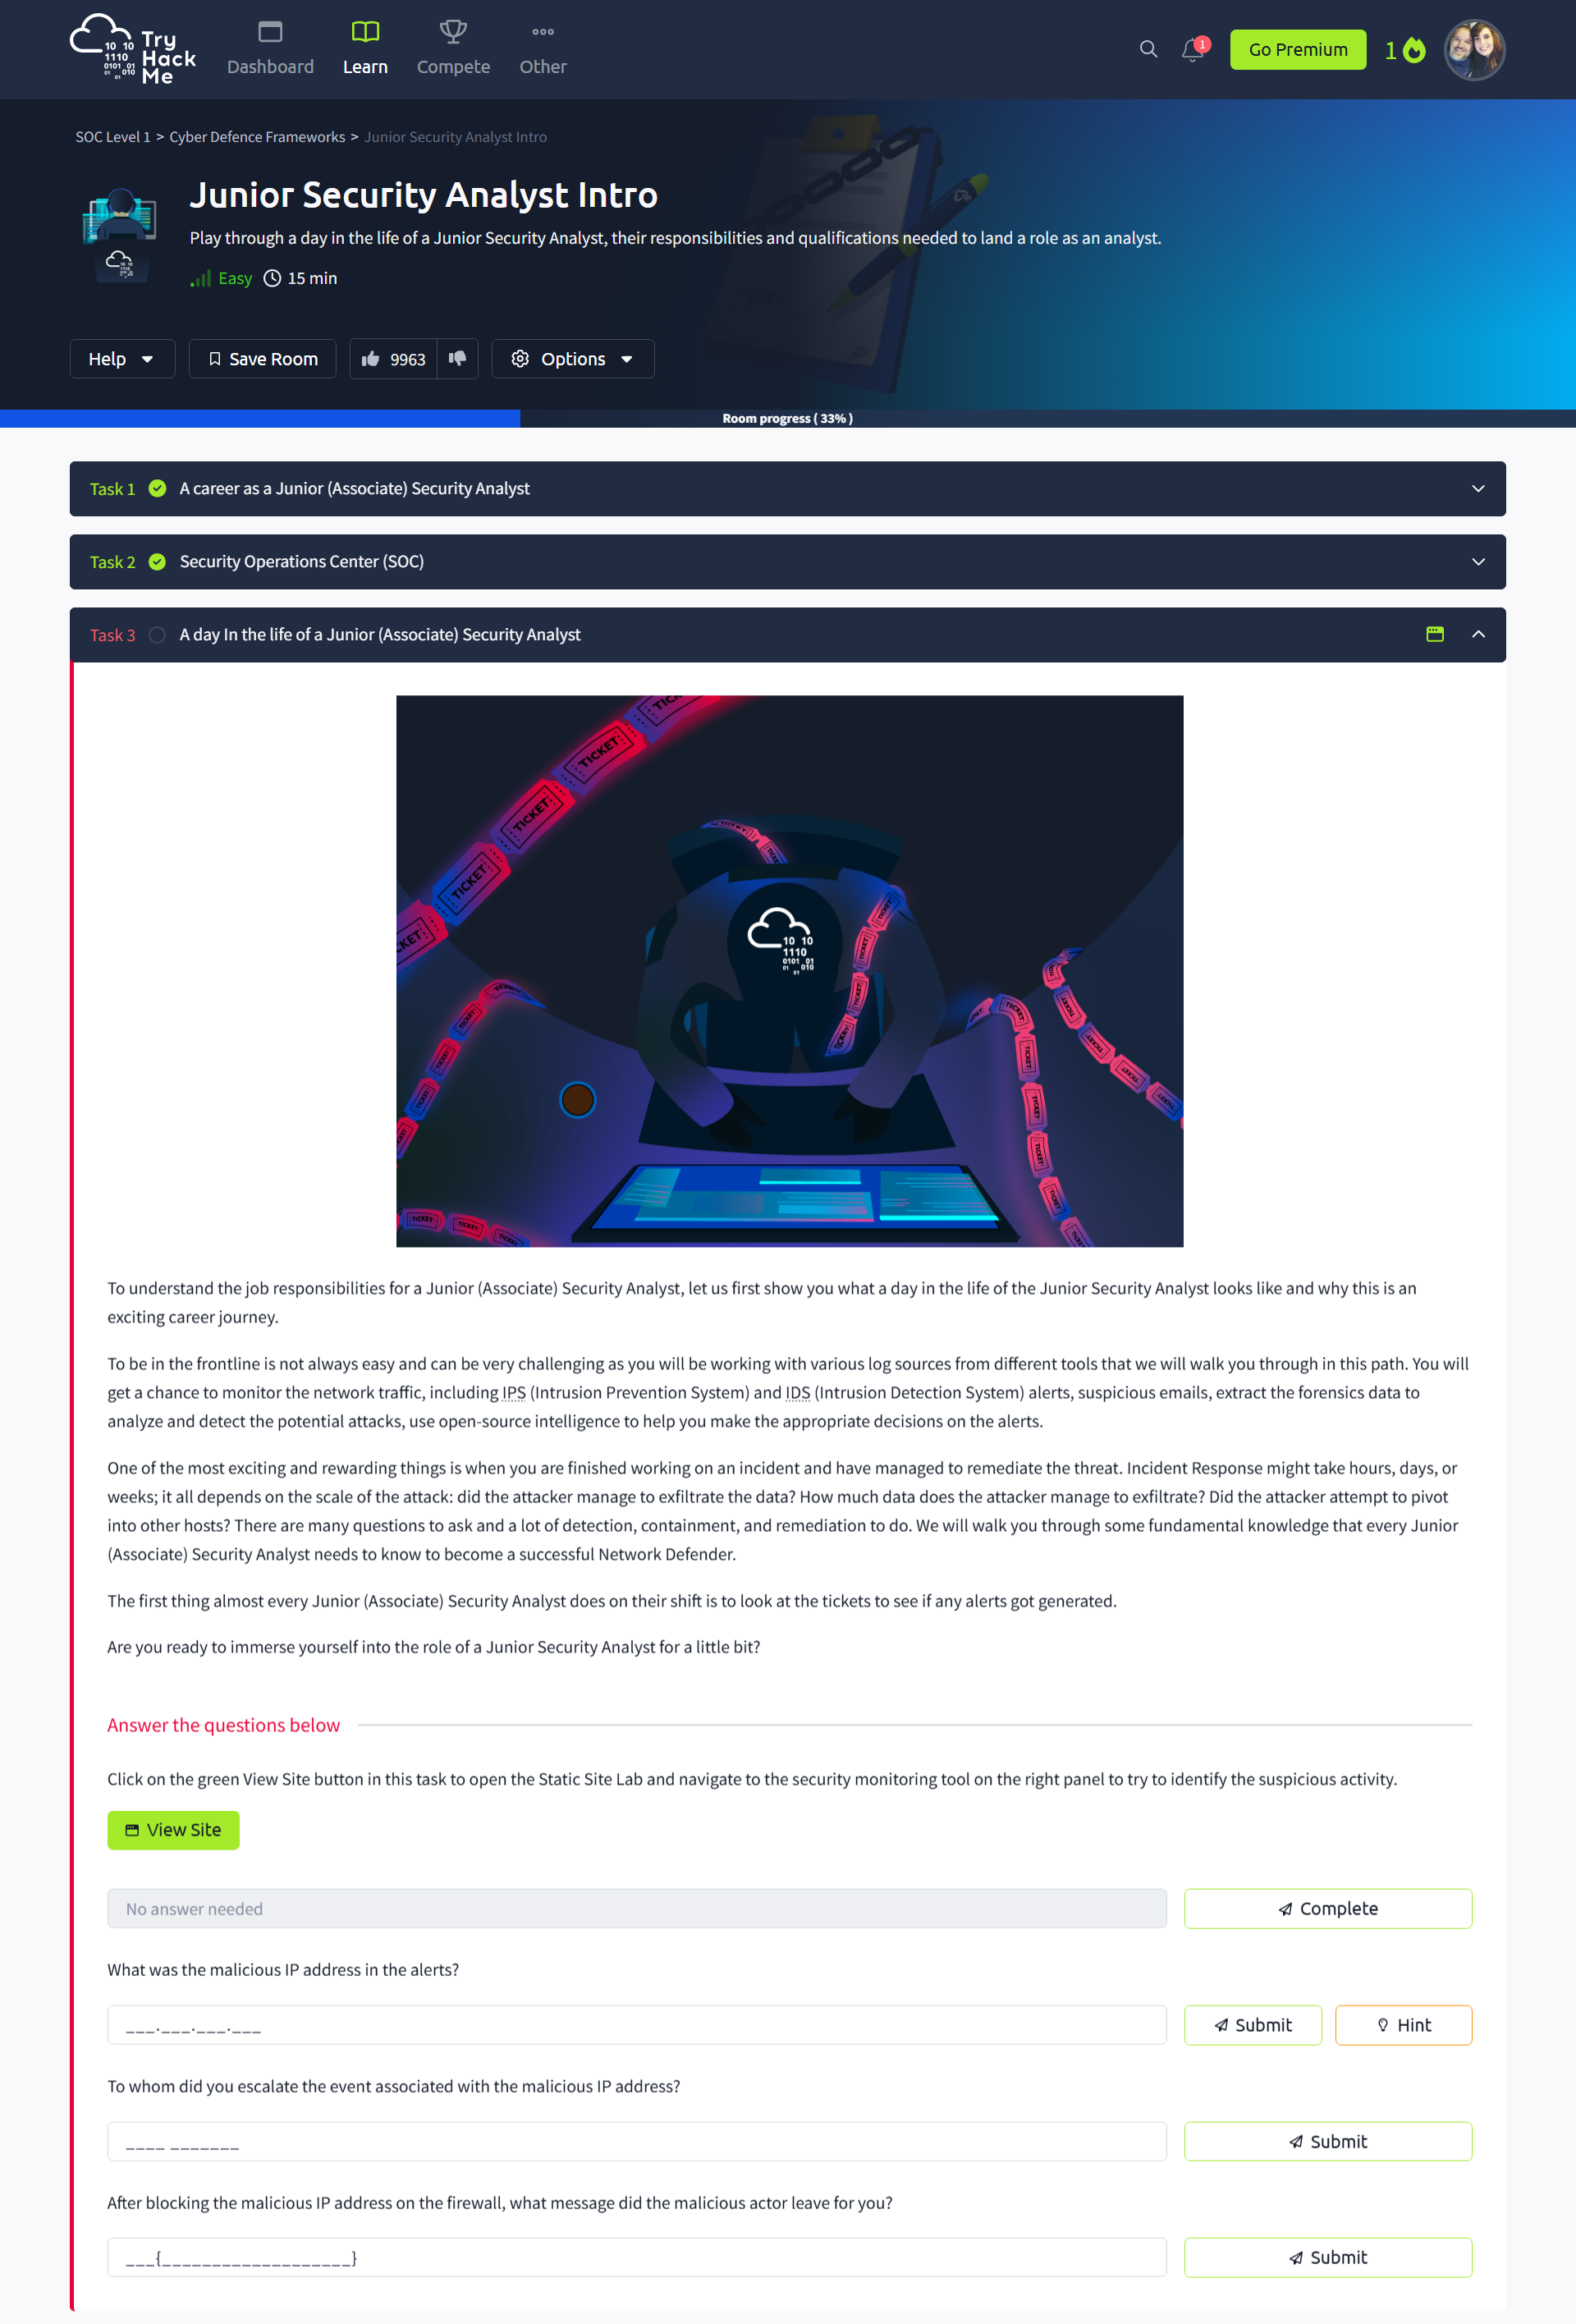 Try
Hack
Me
10 10
1110
0101 01
01 010
Dashboard
Learn
Compete
Other
1
Go Premium
1
SOC Level 1 > Cyber Defence Frameworks > Junior Security Analyst Intro
Junior Security Analyst Intro
Play through a day in the life of a Junior Security Analyst, their responsibilities and qualifications needed to land a role as an analyst.
Easy 15 min
Help
Save Room
9963
Options
Room progress ( 33% )
Task 1 A career as a Junior (Associate) Security Analyst
Task 2 Security Operations Center (SOC)
Task 3 A day In the life of a Junior (Associate) Security Analyst
TICKET
TICKET
TICKET
10 10
1110
0101 01
01 010
To understand the job responsibilities for a Junior (Associate) Security Analyst, let us first show you what a day in the life of the Junior Security Analyst looks like and why this is an
exciting career journey.
To be in the frontline is not always easy and can be very challenging as you will be working with various log sources from different tools that we will walk you through in this path. You will
get a chance to monitor the network traffic, including IPS (Intrusion Prevention System) and IDS (Intrusion Detection System) alerts, suspicious emails, extract the forensics data to
analyze and detect the potential attacks, use open-source intelligence to help you make the appropriate decisions on the alerts.
One of the most exciting and rewarding things is when you are finished working on an incident and have managed to remediate the threat. Incident Response might take hours, days, or
weeks; it all depends on the scale of the attack: did the attacker manage to exfiltrate the data? How much data does the attacker manage to exfiltrate? Did the attacker attempt to pivot
into other hosts? There are many questions to ask and a lot of detection, containment, and remediation to do. We will walk you through some fundamental knowledge that every Junior
(Associate) Security Analyst needs to know to become a successful Network Defender.
The first thing almost every Junior (Associate) Security Analyst does on their shift is to look at the tickets to see if any alerts got generated.
Are you ready to immerse yourself into the role of a Junior Security Analyst for a little bit?
Answer the questions below
Click on the green View Site button in this task to open the Static Site Lab and navigate to the security monitoring tool on the right panel to try to identify the suspicious activity.
View Site
No answer needed
Complete
What was the malicious IP address in the alerts?
___.___.___.___
Submit
Hint
To whom did you escalate the event associated with the malicious IP address?
____ _______
Submit
After blocking the malicious IP address on the firewall, what message did the malicious actor leave for you?
___{___________________}
Submit